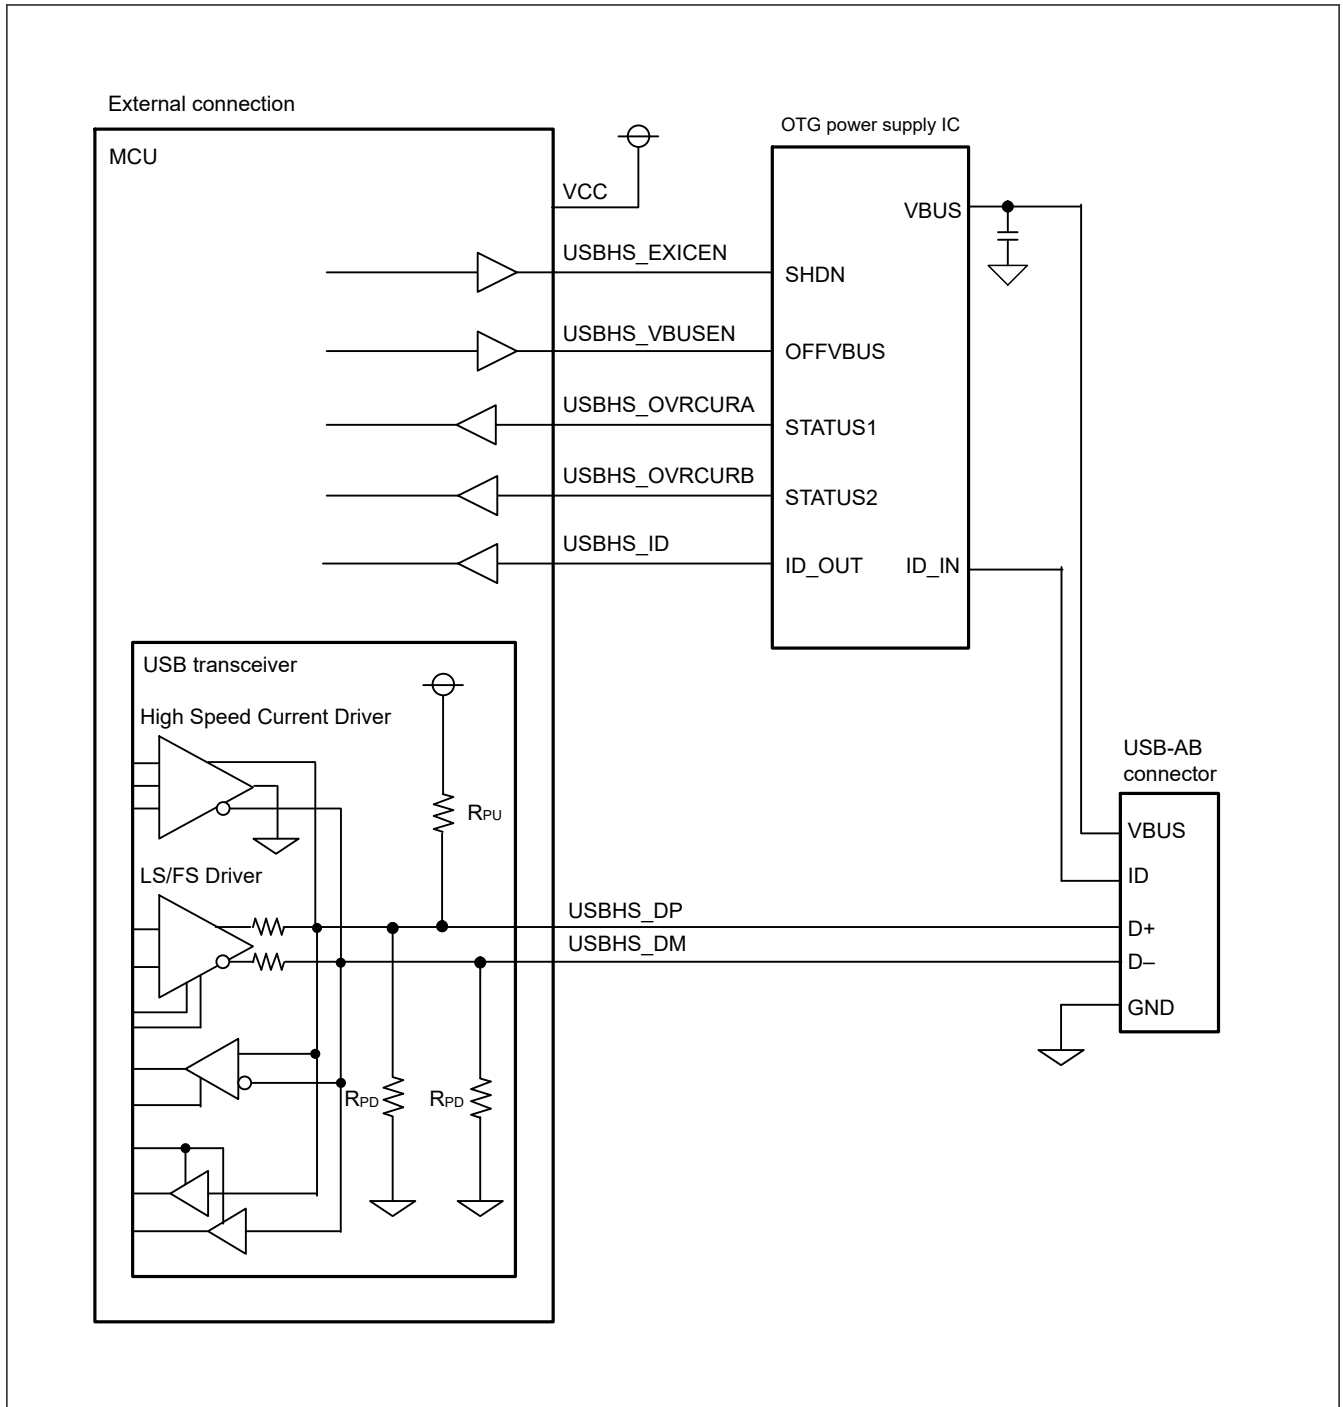 External connection
MCU
VCC
OTG power supply IC
VBUS
USBHS_EXICEN
SHDN
USBHS_VBUSEN
OFFVBUS
USBHS_OVRCURA
STATUS1
USBHS_OVRCURB
STATUS2
USBHS_ID
ID_OUT
ID_IN
USB transceiver
High Speed Current Driver
RPU
LS/FS Driver
USBHS_DP
USBHS_DM
RPD
RPD
USB-AB
connector
VBUS
ID
D+
D–
GND